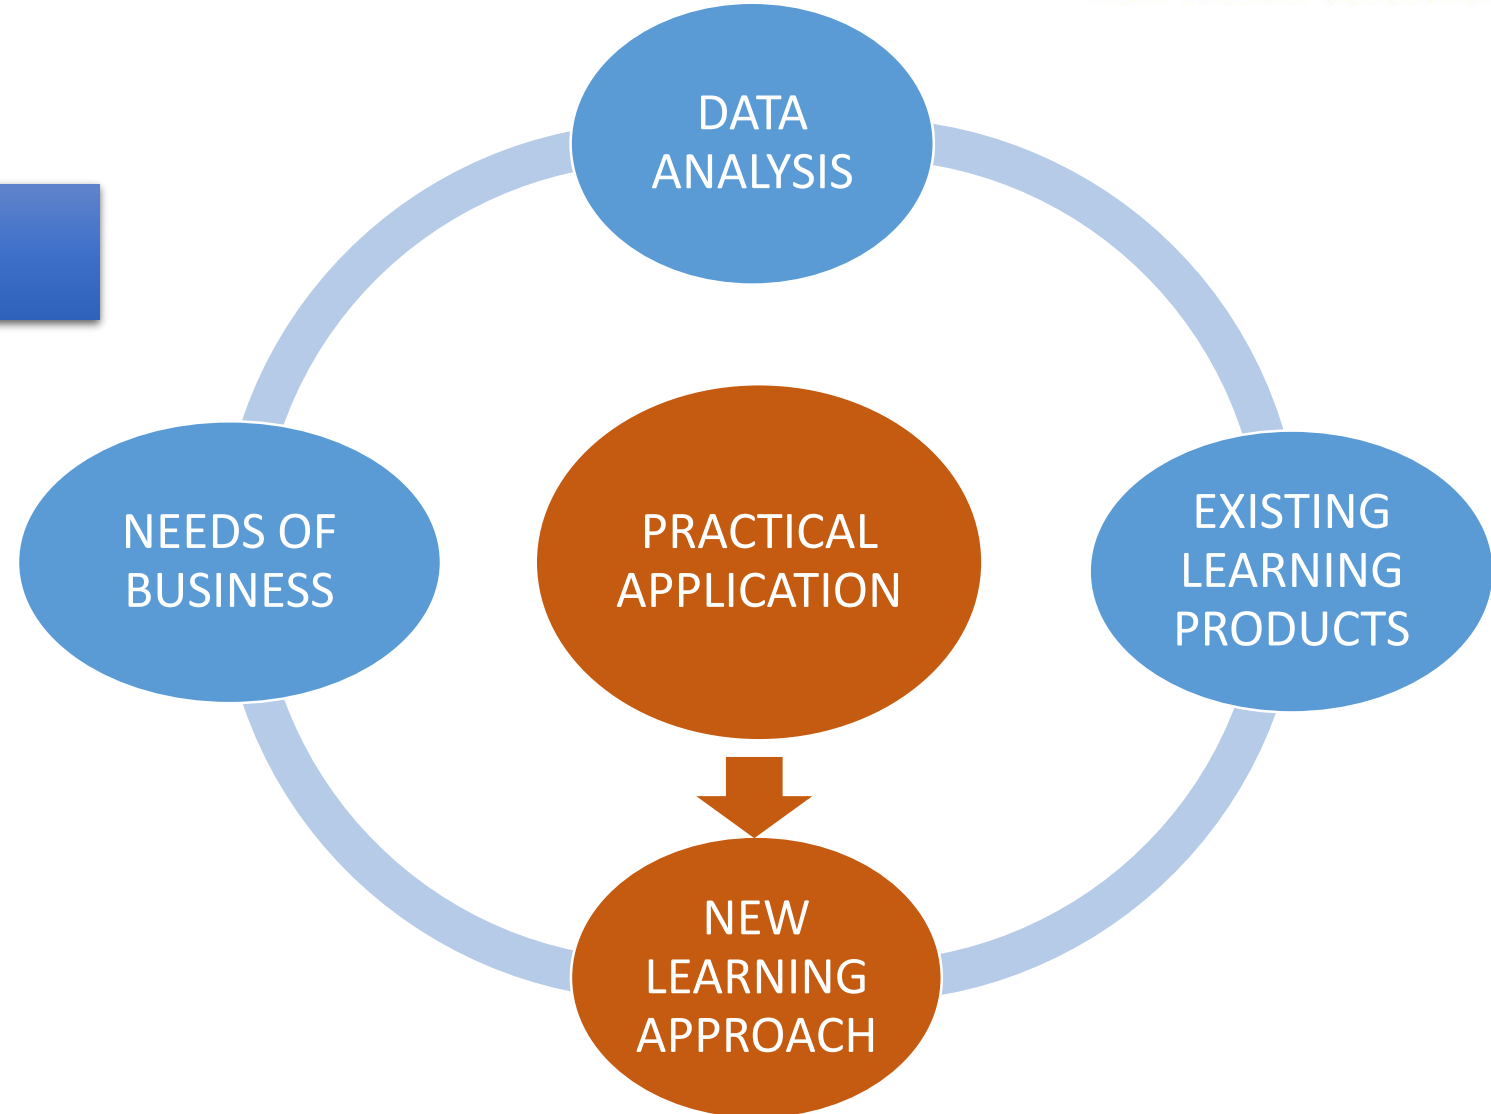 DATA
ANALYSIS
NEEDS OF
BUSINESS
PRACTICAL
APPLICATION
EXISTING
LEARNING
PRODUCTS
NEW
LEARNING
APPROACH